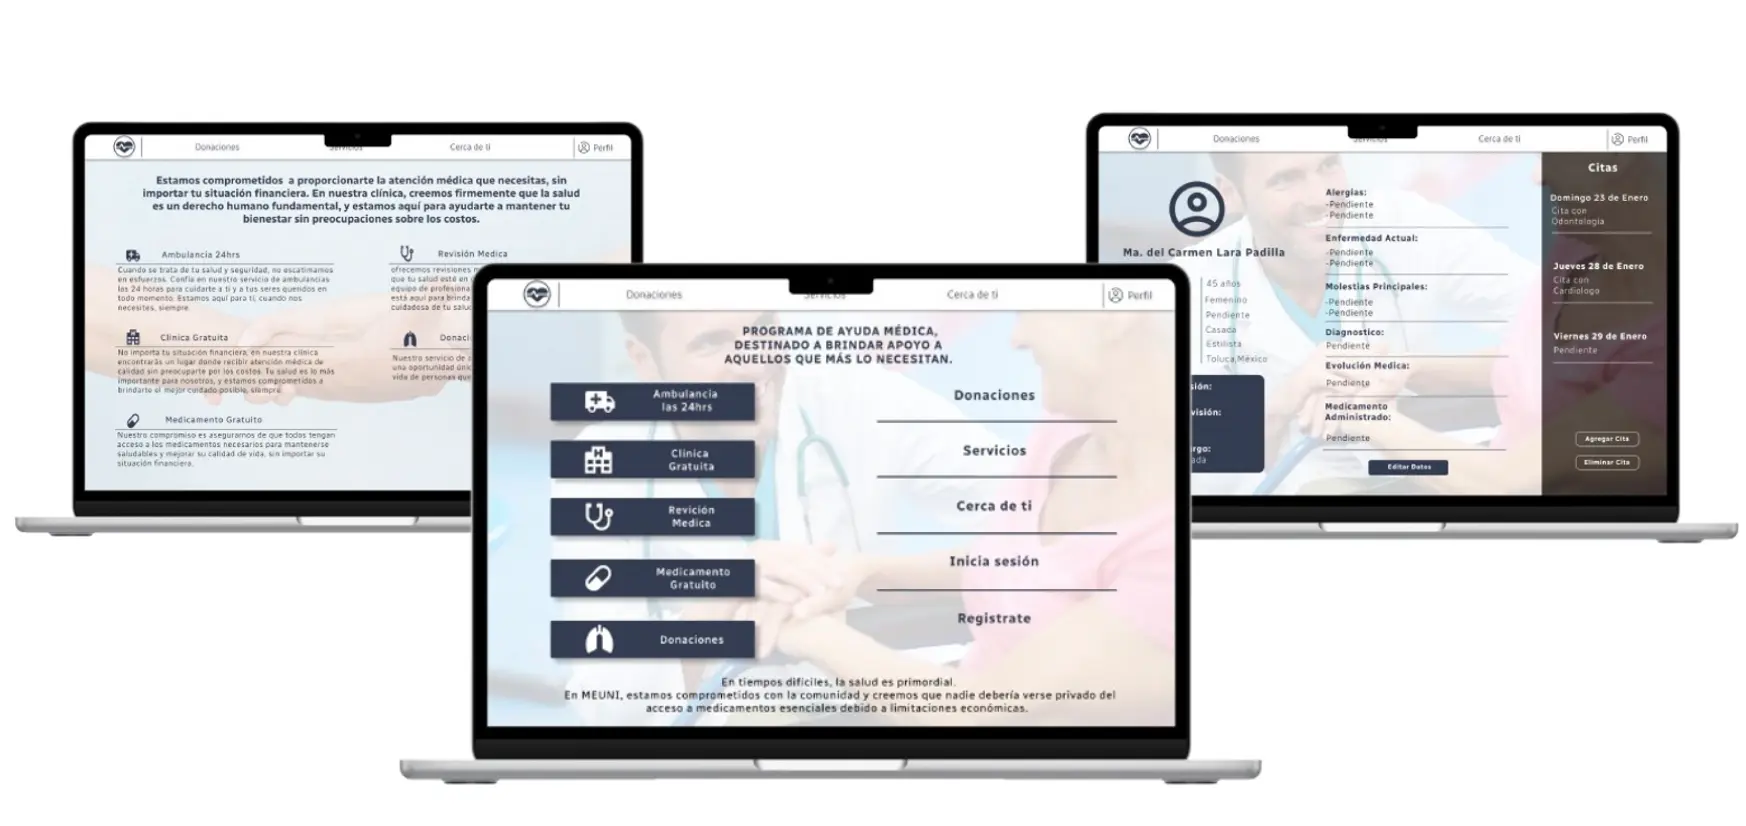 Donaciones
Servicios
Cerca de ti
Perfil
Estamos comprometidos a proporcionarte la atención médica que necesitas, sin
importar tu situación financiera. En nuestra clínica, creemos firmemente que la salud
es un derecho humano fundamental, y estamos aquí para ayudarte a mantener tu
bienestar sin preocupaciones sobre los costos.
Ambulancia 24hrs
Cuando se trata de tu salud y seguridad, no escatimamos
en esfuerzos. Confía en nuestro servicio de ambulancias
las 24 horas para cuidarte a ti y a tus seres queridos en
todo momento. Estamos aquí para ti, cuando nos
necesites, siempre.
Clínica Gratuita
No importa tu situación financiera, en nuestra clínica
encontrarás un lugar donde recibir atención médica de
calidad sin preocuparte por los costos. Tu salud es lo más
importante para nosotros, y estamos comprometidos a
brindarte el mejor cuidado posible, siempre.
Medicamento Gratuito
Nuestro compromiso es asegurarnos de que todos tengan
acceso a los medicamentos necesarios para mantenerse
saludables y mejorar su calidad de vida, sin importar su
situación financiera.
Revisión Medica
ofrecemos revisiones
que tu salud esté en
equipo de profesiona
está aquí para brinda
cuidadosa de tu salud
Donaci
Nuestro servicio de
una oportunidad únic
vida de personas que
Donaciones
Servicios
Cerca de ti
Perfil
PROGRAMA DE AYUDA MÉDICA,
DESTINADO A BRINDAR APOYO A
AQUELLOS QUE MÁS LO NECESITAN.
Ambulancia
las 24hrs
Clínica
Gratuita
Revición
Medica
Medicamento
Gratuito
Donaciones
Donaciones
Servicios
Cerca de ti
Inicia sesión
Registrate
En tiempos difíciles, la salud es primordial.
En MEUNI, estamos comprometidos con la comunidad y creemos que nadie debería verse privado del
acceso a medicamentos esenciales debido a limitaciones económicas.
Donaciones
Servicios
Cerca de ti
Perfil
Ma. del Carmen Lara Padilla
45 años
Femenino
Pendiente
Casada
Estilista
Toluca,México
sión:
visión:
rgo:
ada
Alergias:
-Pendiente
-Pendiente
Enfermedad Actual:
-Pendiente
-Pendiente
Molestias Principales:
-Pendiente
-Pendiente
Diagnostico:
Pendiente
Evolución Medica:
Pendiente
Medicamento
Administrado:
Pendiente
Editar Datos
Citas
Domingo 23 de Enero
Cita con
Odontologia
Jueves 28 de Enero
Cita con
Cardiologo
Viernes 29 de Enero
Pendiente
Agregar Cita
Eliminar Cita